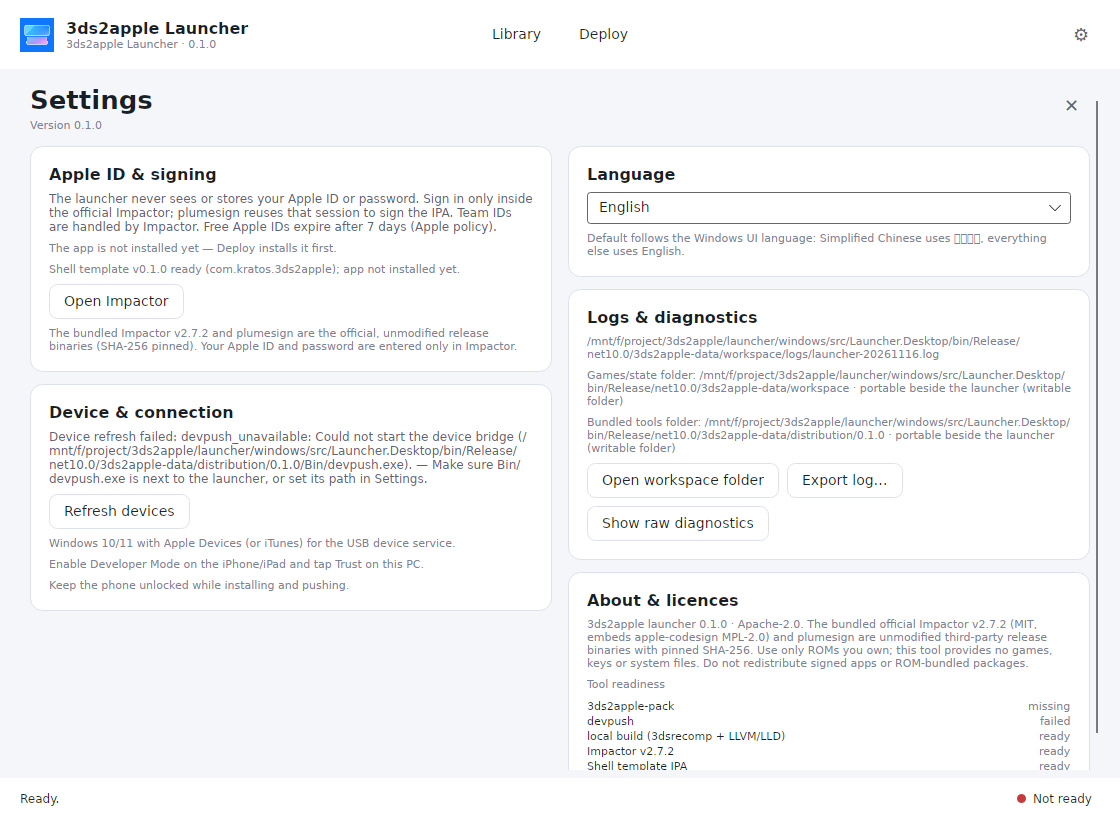 3ds2apple Launcher
3ds2apple Launcher · 0.1.0
Library
Deploy
Settings
Version 0.1.0
Apple ID & signing
The launcher never sees or stores your Apple ID or password. Sign in only inside
the official Impactor; plumesign reuses that session to sign the IPA. Team IDs
are handled by Impactor. Free Apple IDs expire after 7 days (Apple policy).
The app is not installed yet — Deploy installs it first.
Shell template v0.1.0 ready (com.kratos.3ds2apple); app not installed yet.
Open Impactor
The bundled Impactor v2.7.2 and plumesign are the official, unmodified release
binaries (SHA-256 pinned). Your Apple ID and password are entered only in Impactor.
Device & connection
Device refresh failed: devpush_unavailable: Could not start the device bridge (/
mnt/f/project/3ds2apple/launcher/windows/src/Launcher.Desktop/bin/Release/
net10.0/3ds2apple-data/distribution/0.1.0/Bin/devpush.exe). — Make sure Bin/
devpush.exe is next to the launcher, or set its path in Settings.
Refresh devices
Windows 10/11 with Apple Devices (or iTunes) for the USB device service.
Enable Developer Mode on the iPhone/iPad and tap Trust on this PC.
Keep the phone unlocked while installing and pushing.
Language
English
Default follows the Windows UI language: Simplified Chinese uses , everything
else uses English.
Logs & diagnostics
/mnt/f/project/3ds2apple/launcher/windows/src/Launcher.Desktop/bin/Release/
net10.0/3ds2apple-data/workspace/logs/launcher-20261116.log
Games/state folder: /mnt/f/project/3ds2apple/launcher/windows/src/Launcher.Desktop/
bin/Release/net10.0/3ds2apple-data/workspace · portable beside the launcher (writable
folder)
Bundled tools folder: /mnt/f/project/3ds2apple/launcher/windows/src/Launcher.Desktop/
bin/Release/net10.0/3ds2apple-data/distribution/0.1.0 · portable beside the launcher
(writable folder)
Open workspace folder
Export log...
Show raw diagnostics
About & licences
3ds2apple launcher 0.1.0 · Apache-2.0. The bundled official Impactor v2.7.2 (MIT,
embeds apple-codesign MPL-2.0) and plumesign are unmodified third-party release
binaries with pinned SHA-256. Use only ROMs you own; this tool provides no games,
keys or system files. Do not redistribute signed apps or ROM-bundled packages.
Tool readiness
3ds2apple-pack missing
devpush failed
local build (3dsrecomp + LLVM/LLD) ready
Impactor v2.7.2 ready
Shell template IPA ready
Ready.
Not ready